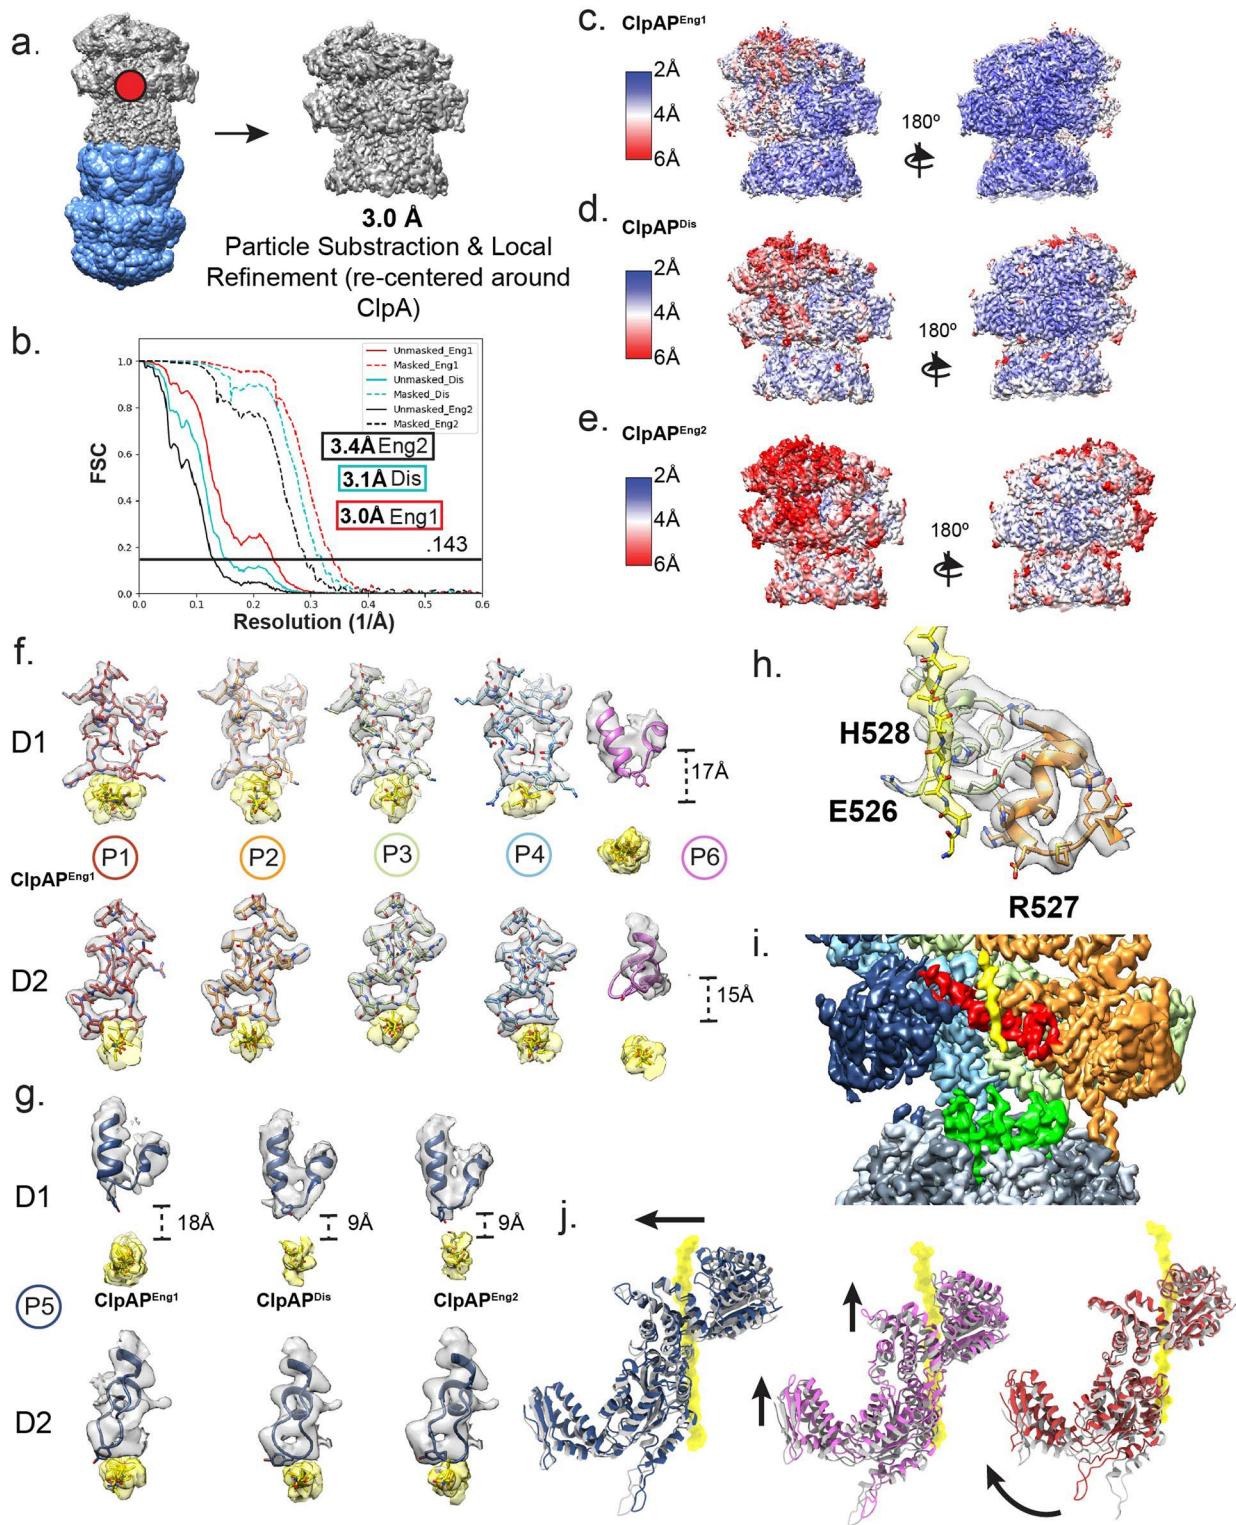 a.
3.0 Å
Particle Substraction & Local
Refinement (re-centered around
ClpA)
b.
FSC
1.0
0.8
0.6
0.4
0.2
0.0
0.0 0.1 0.2 0.3 0.4 0.5 0.6
Resolution (1/Å)
Unmasked_Eng1
Masked_Eng1
Unmasked_Dis
Masked_Dis
Unmasked_Eng2
Masked_Eng2
3.4Å Eng2
3.1Å Dis
3.0Å Eng1
.143
c.
ClpAPEng1
2Å
4Å
6Å
180º
d.
ClpAPDis
2Å
4Å
6Å
180º
e.
ClpAPEng2
2Å
4Å
6Å
180º
f.
D1
17Å
ClpAPEng1
P1 P2 P3 P4 P6
D2
15Å
g.
D1
18Å 9Å 9Å
P5
ClpAPEng1 ClpAPDis ClpAPEng2
D2
h.
H528
E526
R527
i.
j.